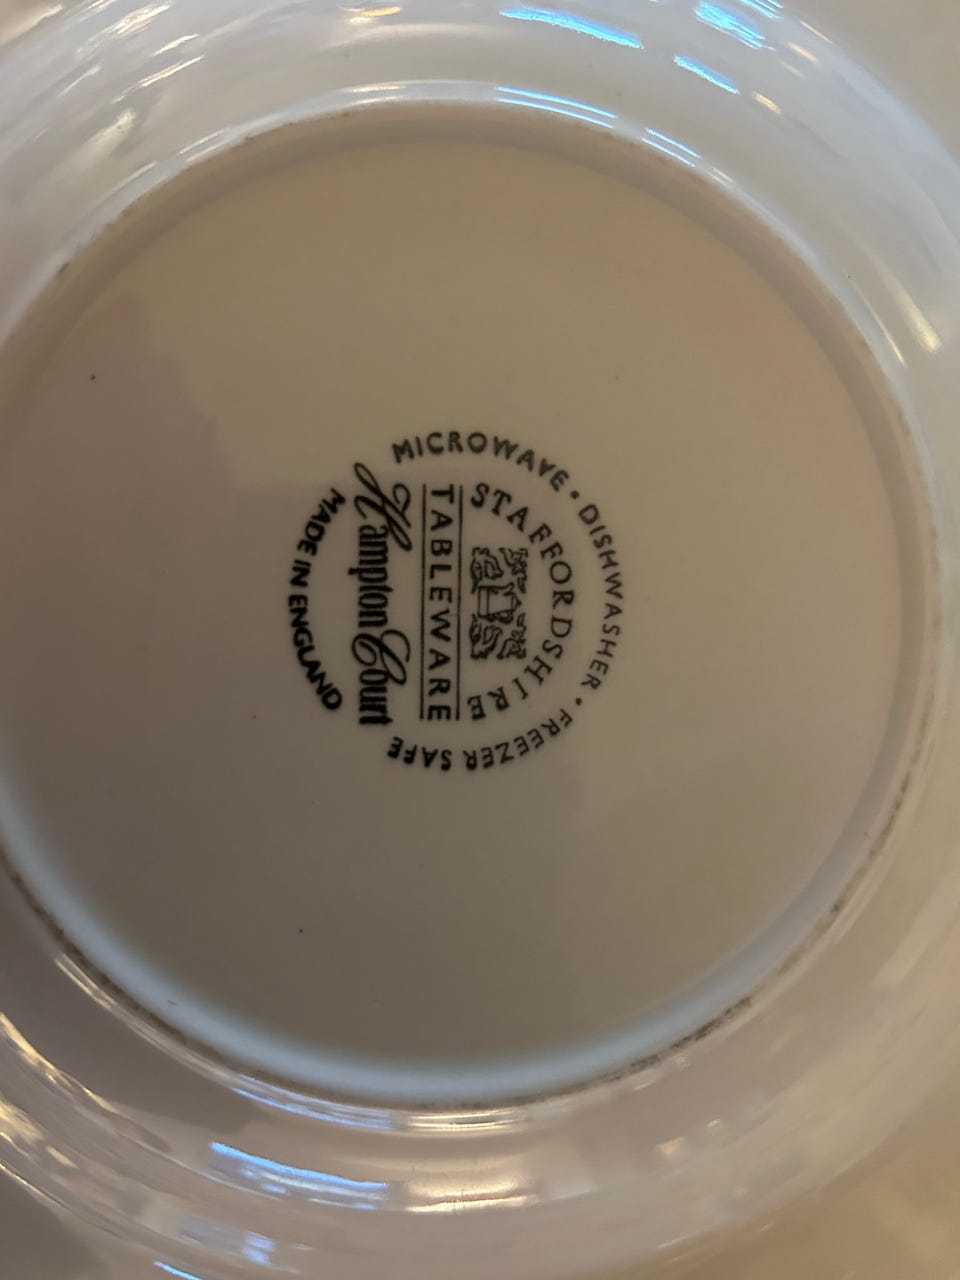 MICROWAVE • DISHWASHER • FREEZER SAFE
STAFFORDSHIRE
TABLEWARE
Hampton Court
MADE IN ENGLAND